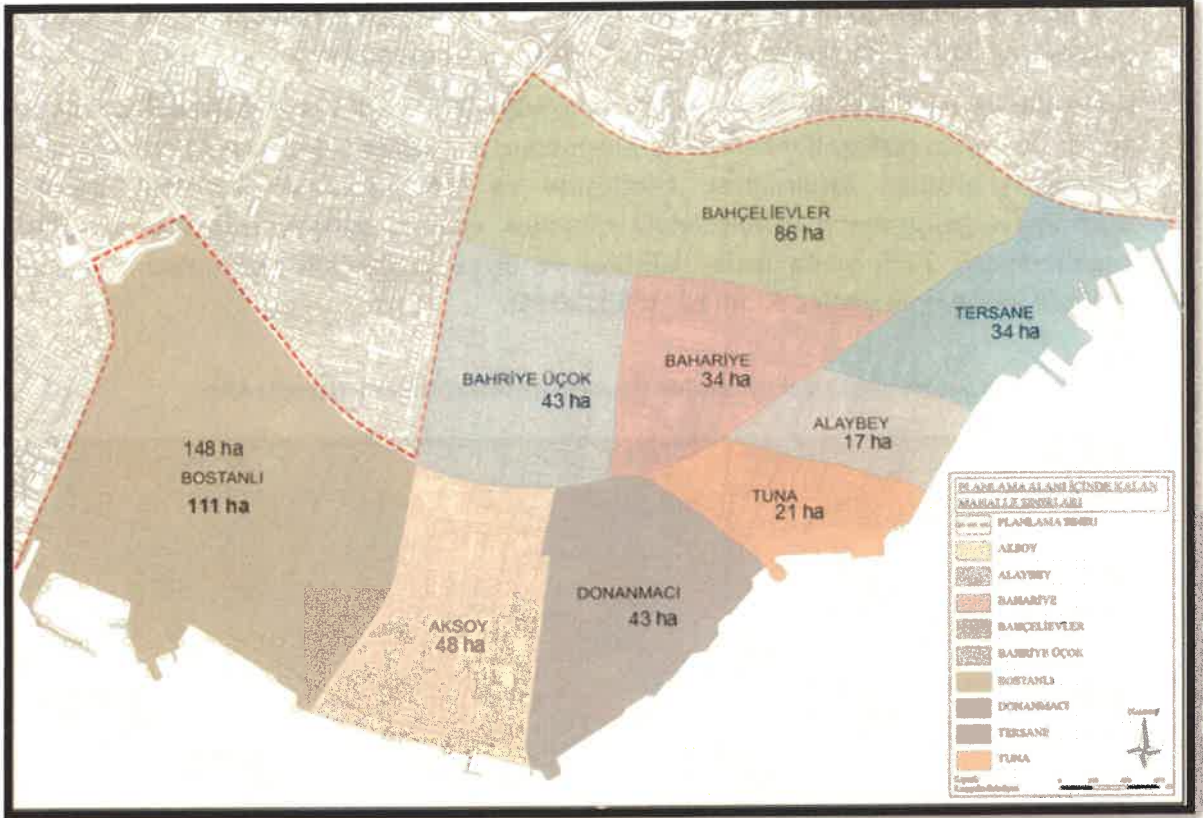 BAHÇELİEVLER
86 ha
TERSANE
34 ha
BAHARİYE
34 ha
BAHRİYE ÜÇOK
43 ha
ALAYBEY
17 ha
148 ha
BOSTANLI
111 ha
TUNA
21 ha
DONANMACI
43 ha
AKSOY
48 ha
PLANLAMA ALANI İÇİNDE KALAN
MAHALLE SINIRLARI
PLANLAMA SINIRI
AKSOY
ALAYBEY
BAHARİYE
BAHÇELİEVLER
BAHRİYE ÜÇOK
BOSTANLI
DONANMACI
TERSANE
TUNA